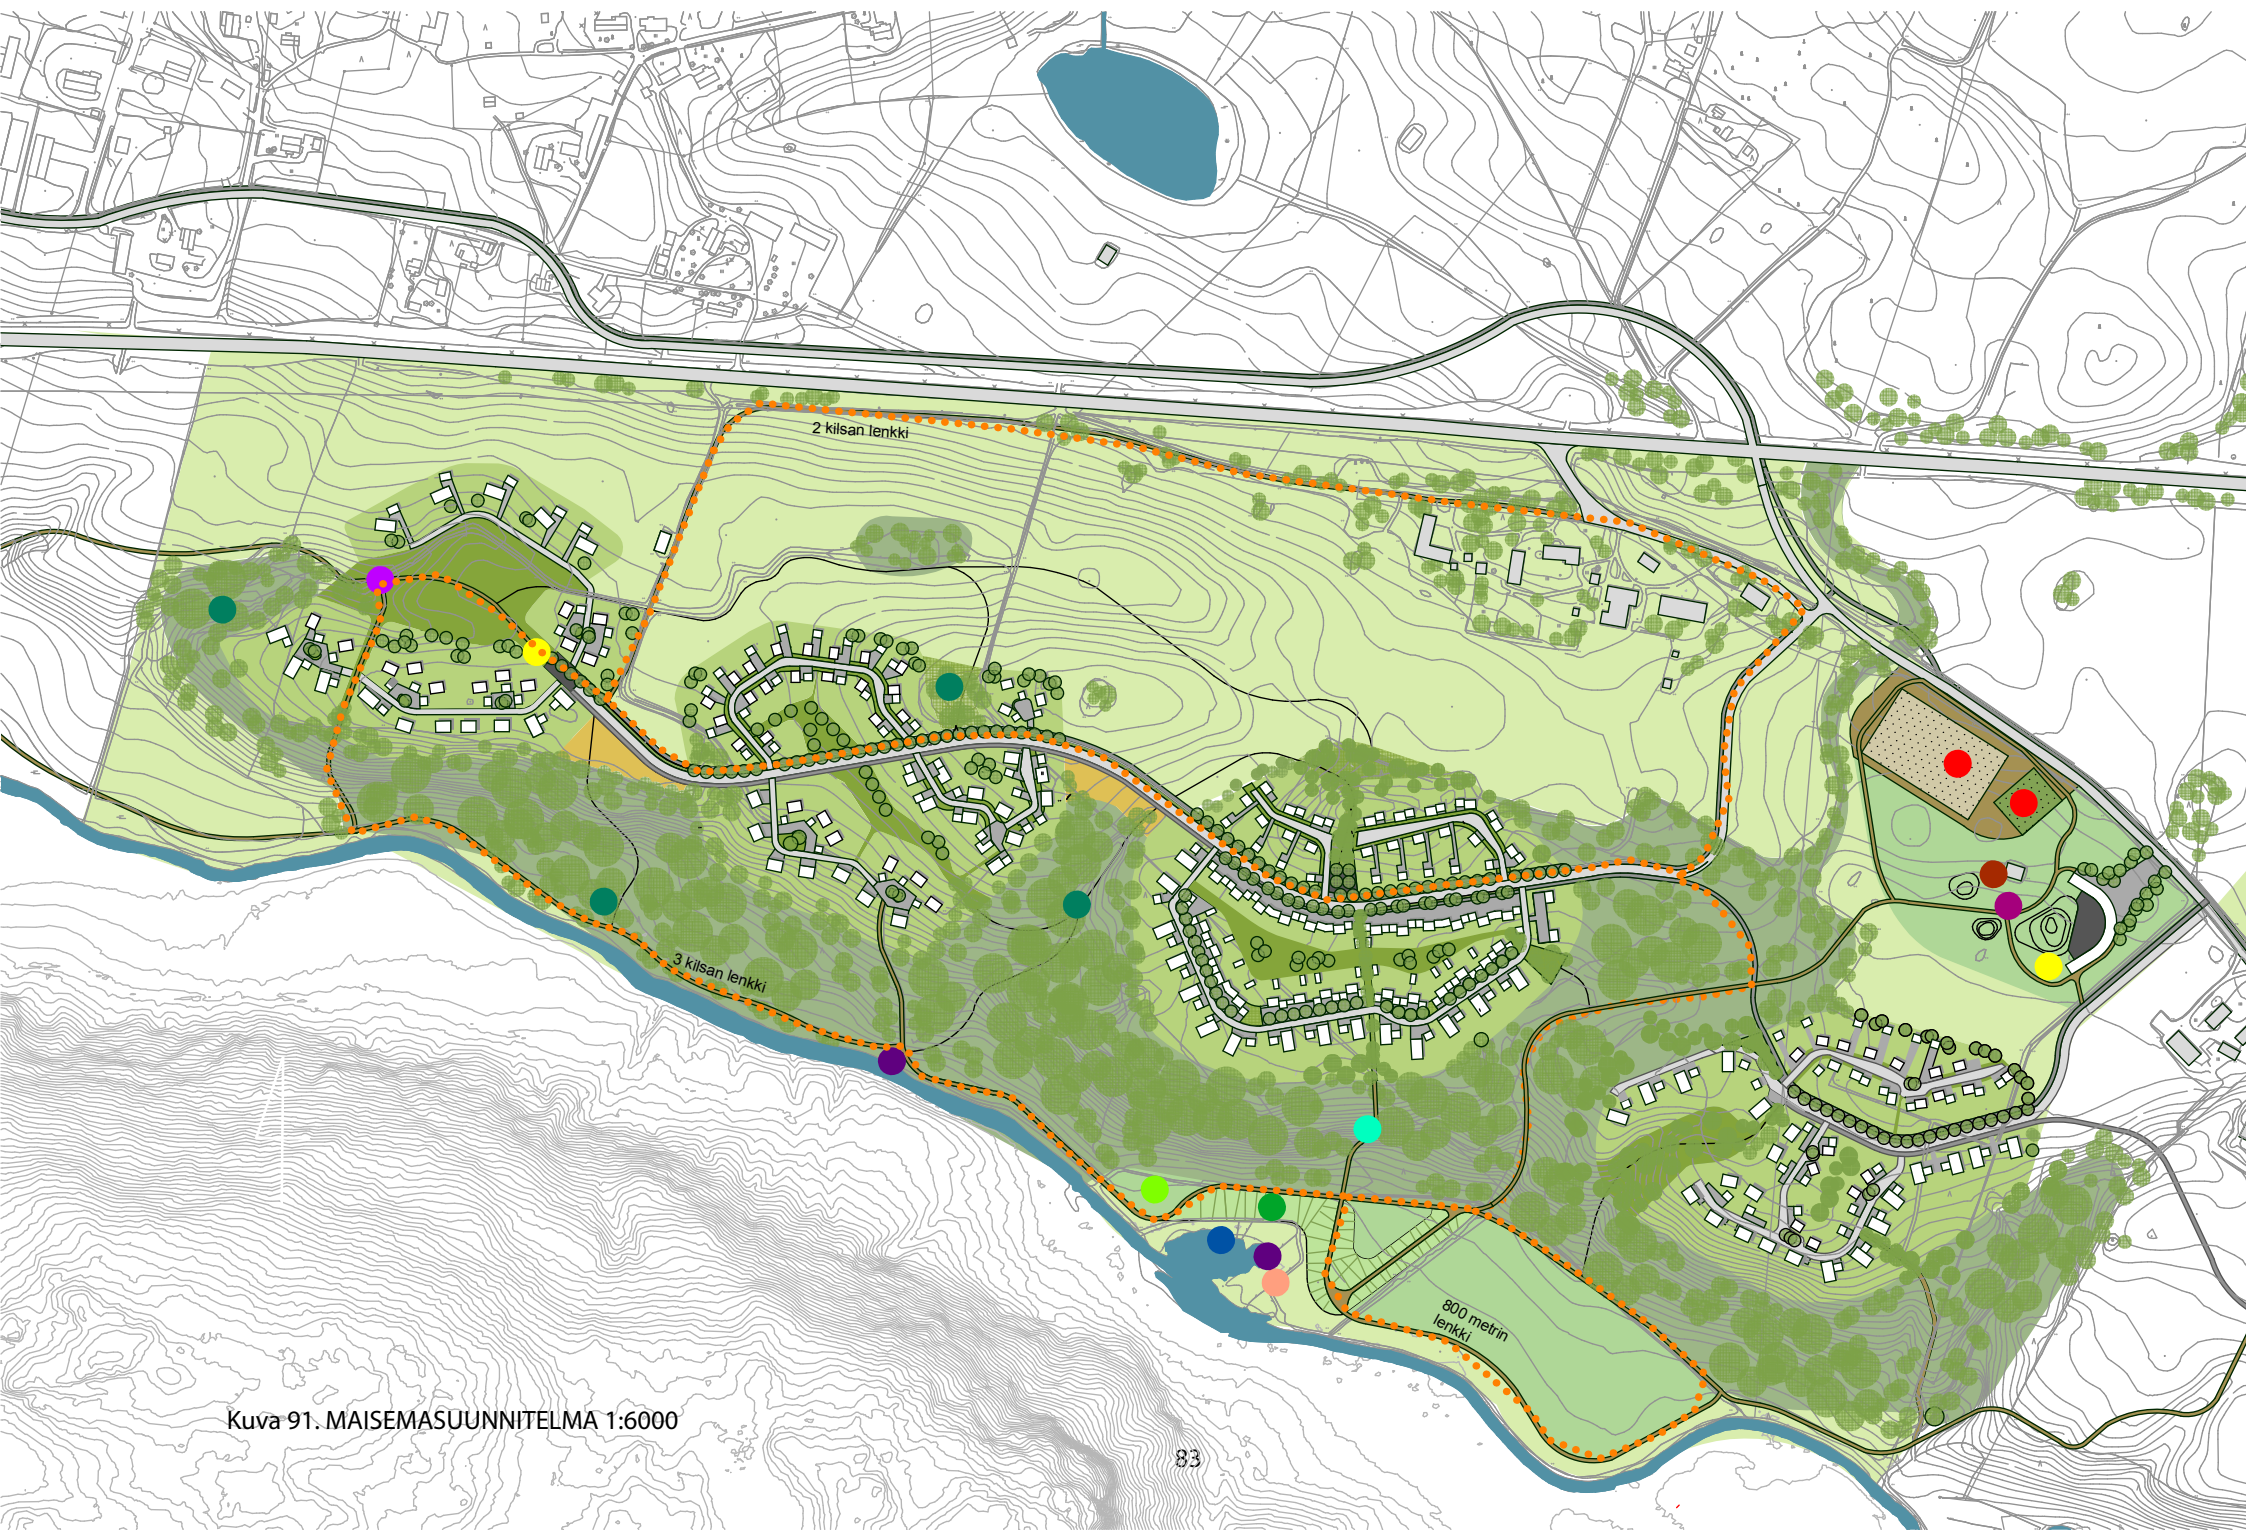 2 kilsan lenkki
3 kilsan lenkki
800 metrin
lenkki
Kuva 91. MAISEMASUUNNITELMA 1:6000
83